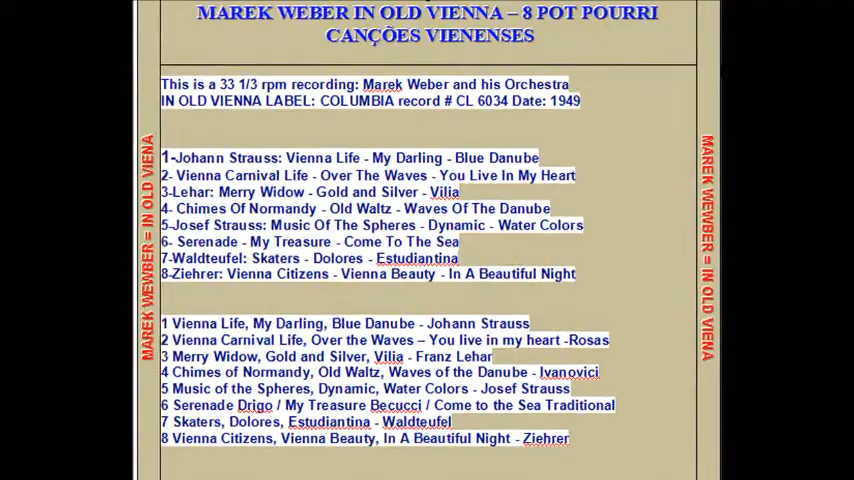 MAREK WEBER IN OLD VIENNA – 8 POT POURRI
CANÇÕES VIENENSES
This is a 33 1/3 rpm recording: Marek Weber and his Orchestra
IN OLD VIENNA LABEL: COLUMBIA record # CL 6034 Date: 1949
1-Johann Strauss: Vienna Life - My Darling - Blue Danube
2- Vienna Carnival Life - Over The Waves - You Live In My Heart
3-Lehar: Merry Widow - Gold and Silver - Vilia
4- Chimes Of Normandy - Old Waltz - Waves Of The Danube
5-Josef Strauss: Music Of The Spheres - Dynamic - Water Colors
6- Serenade - My Treasure - Come To The Sea
7-Waldteufel: Skaters - Dolores - Estudiantina
8-Ziehrer: Vienna Citizens - Vienna Beauty - In A Beautiful Night
1 Vienna Life, My Darling, Blue Danube - Johann Strauss
2 Vienna Carnival Life, Over the Waves – You live in my heart -Rosas
3 Merry Widow, Gold and Silver, Vilia - Franz Lehar
4 Chimes of Normandy, Old Waltz, Waves of the Danube - Ivanovici
5 Music of the Spheres, Dynamic, Water Colors - Josef Strauss
6 Serenade Drigo / My Treasure Becucci / Come to the Sea Traditional
7 Skaters, Dolores, Estudiantina - Waldteufel
8 Vienna Citizens, Vienna Beauty, In A Beautiful Night - Ziehrer
MAREK WEWBER = IN OLD VIENA
MAREK WEWBER = IN OLD VIENA